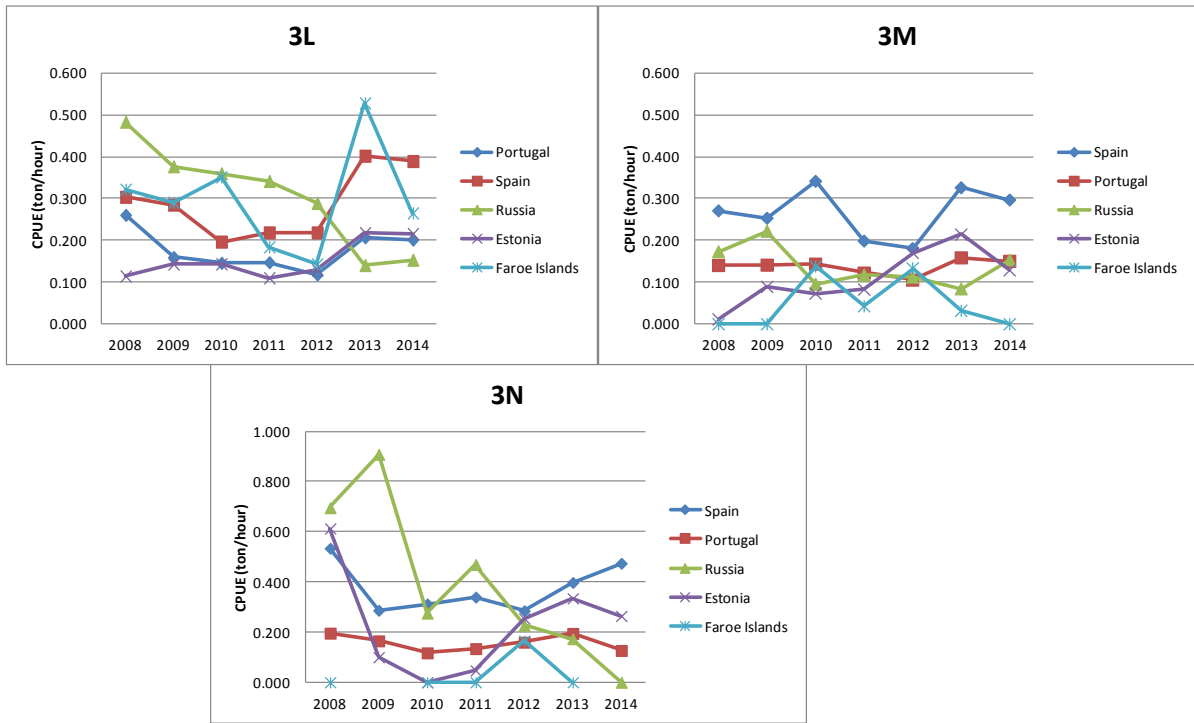 3L
CPUE (ton/hour)
0.600
0.500
0.400
0.300
0.200
0.100
0.000
2008 2009 2010 2011 2012 2013 2014
Portugal
Spain
Russia
Estonia
Faroe Islands
3M
CPUE (ton/hour)
0.600
0.500
0.400
0.300
0.200
0.100
0.000
2008 2009 2010 2011 2012 2013 2014
Spain
Portugal
Russia
Estonia
Faroe Islands
3N
CPUE (ton/hour)
1.000
0.800
0.600
0.400
0.200
0.000
2008 2009 2010 2011 2012 2013 2014
Spain
Portugal
Russia
Estonia
Faroe Islands